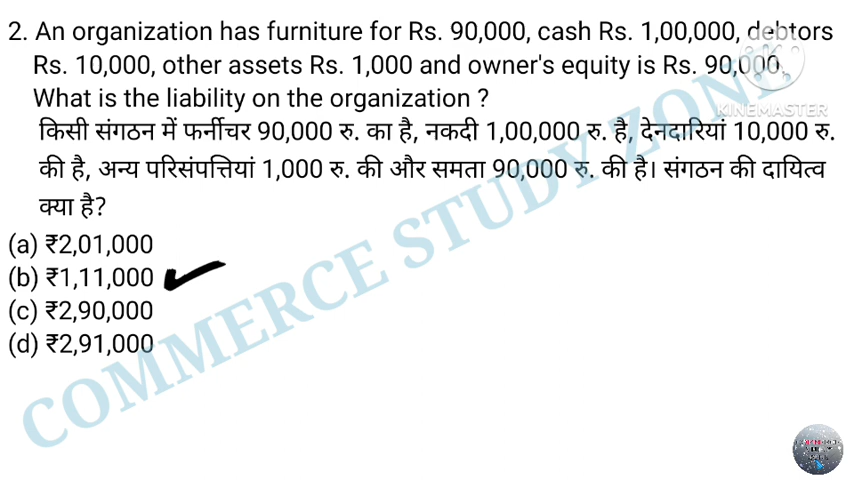 2. An organization has furniture for Rs. 90,000, cash Rs. 1,00,000, debtors
Rs. 10,000, other assets Rs. 1,000 and owner's equity is Rs. 90,000.
What is the liability on the organization ?
किसी संगठन में फर्नीचर 90,000 रु. का है, नकदी 1,00,000 रु. है, देनदारियां 10,000 रु.
की है, अन्य परिसंपत्तियां 1,000 रु. की और समता 90,000 रु. की है। संगठन की दायित्व
क्या है?
(a) ₹2,01,000
(b) ₹1,11,000
(c) ₹2,90,000
(d) ₹2,91,000
COMMERCE STUDY ZONE
KINEMASTER